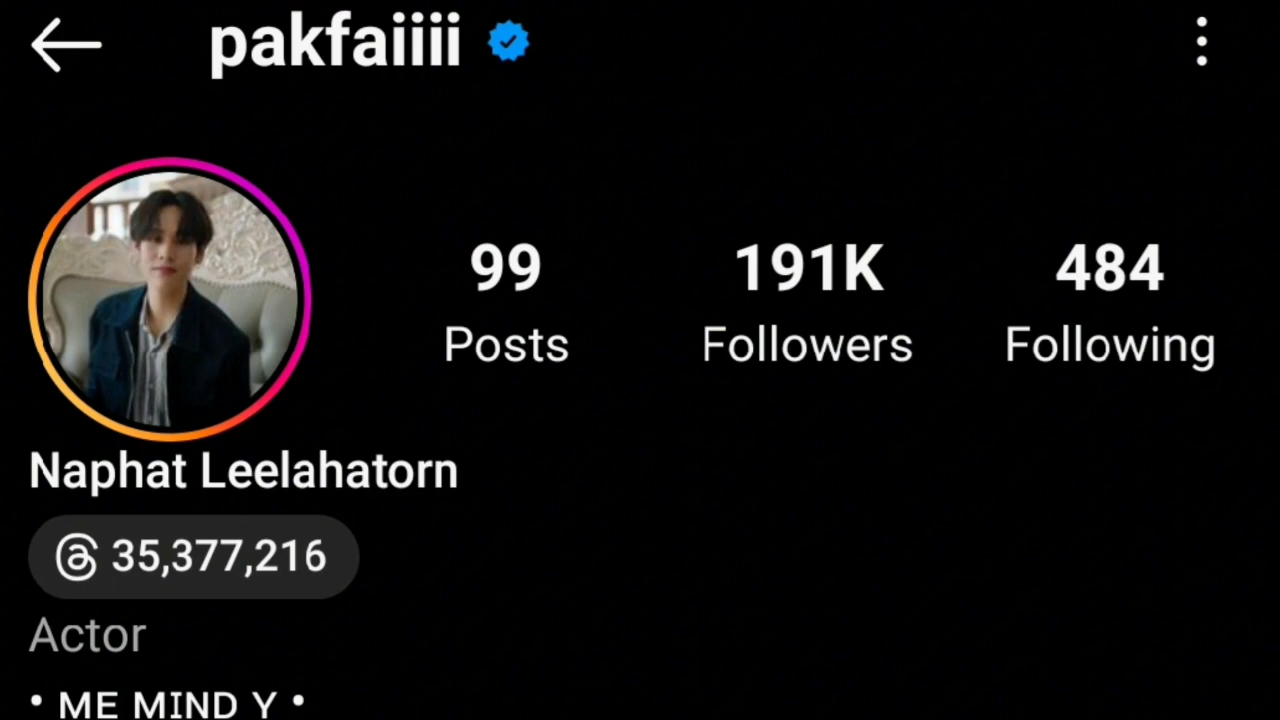 pakfaiiii
99 191K 484
Posts Followers Following
Naphat Leelahatorn
35,377,216
Actor
• ME MIND Y •